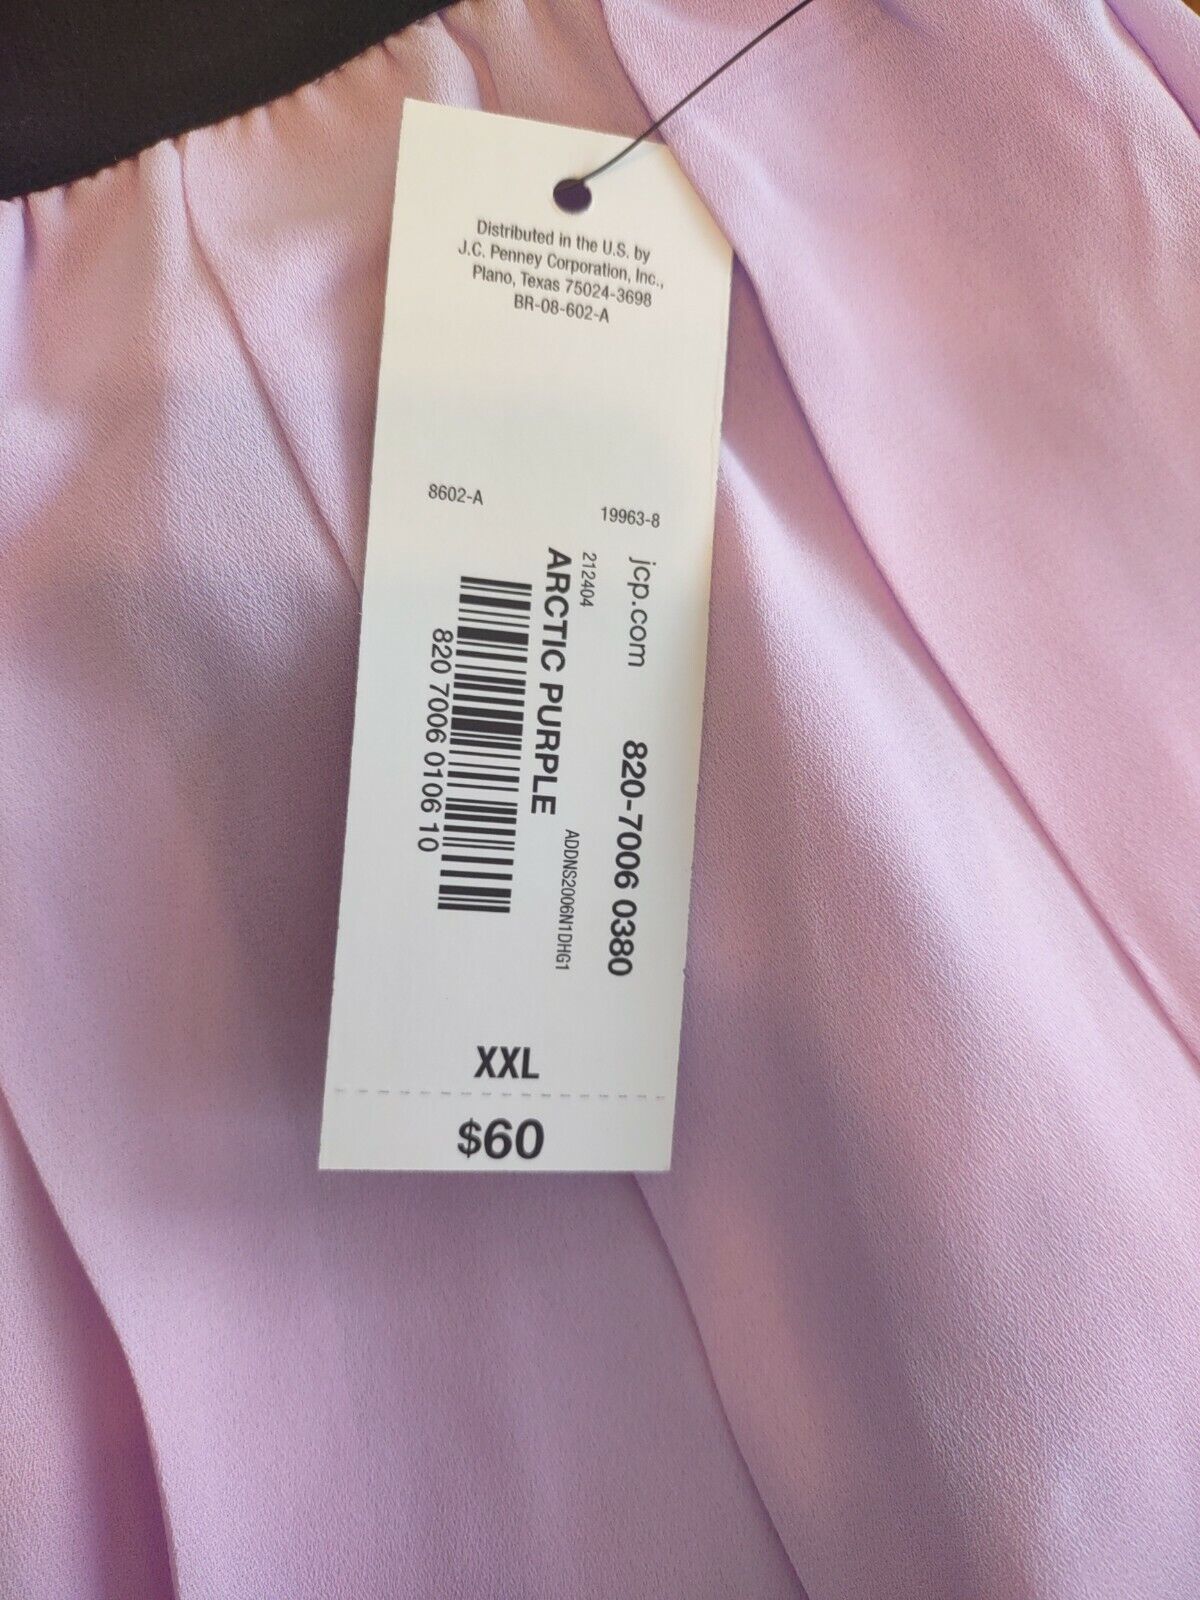 Distributed in the U.S. by
J.C. Penney Corporation, Inc.,
Plano, Texas 75024-3698
BR-08-602-A
8602-A
19963-8
jcp.com 820-7006 0380
212404 ADDNS2006N1DHG1
ARCTIC PURPLE
820 7006 0106 10
XXL
$60